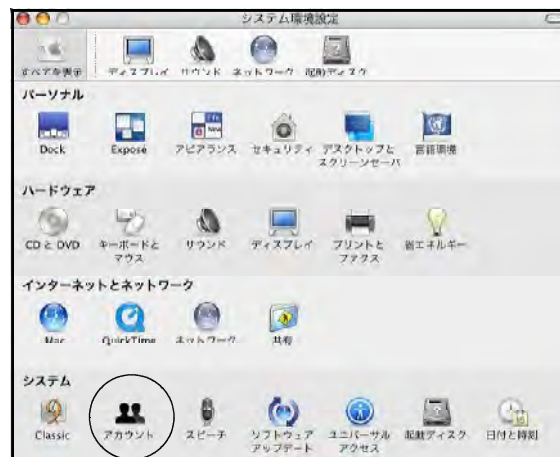 システム環境設定
すべてを表示 ディスプレイ サウンド ネットワーク 起動ディスク
パーソナル
Dock Exposé アピアランス セキュリティ デスクトップと スクリーンセーバ 言語環境
ハードウェア
CD と DVD キーボードと マウス サウンド ディスプレイ プリントと ファクス 省エネルギー
インターネットとネットワーク
.Mac QuickTime ネットワーク 共有
システム
Classic アカウント スピーチ ソフトウェア アップデート ユニバーサル アクセス 起動ディスク 日付と時刻